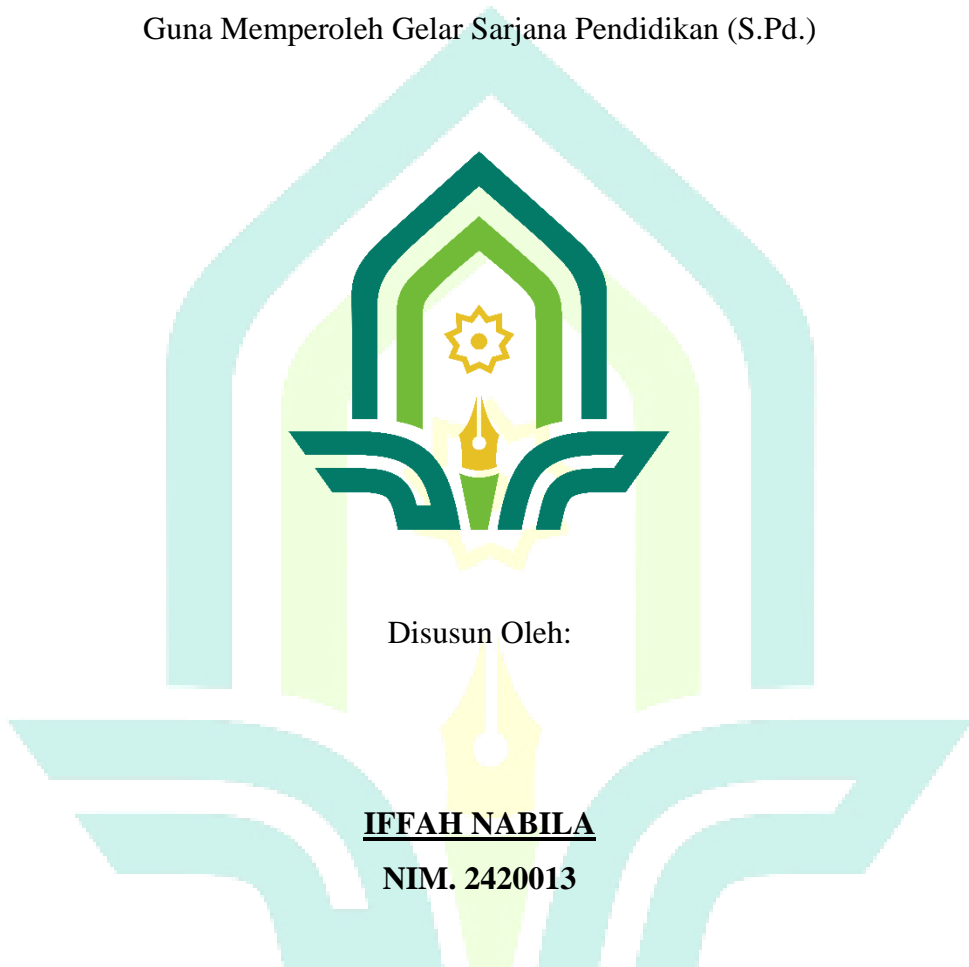 Guna Memperoleh Gelar Sarjana Pendidikan (S.Pd.)
Disusun Oleh:
IFFAH NABILA
NIM. 2420013